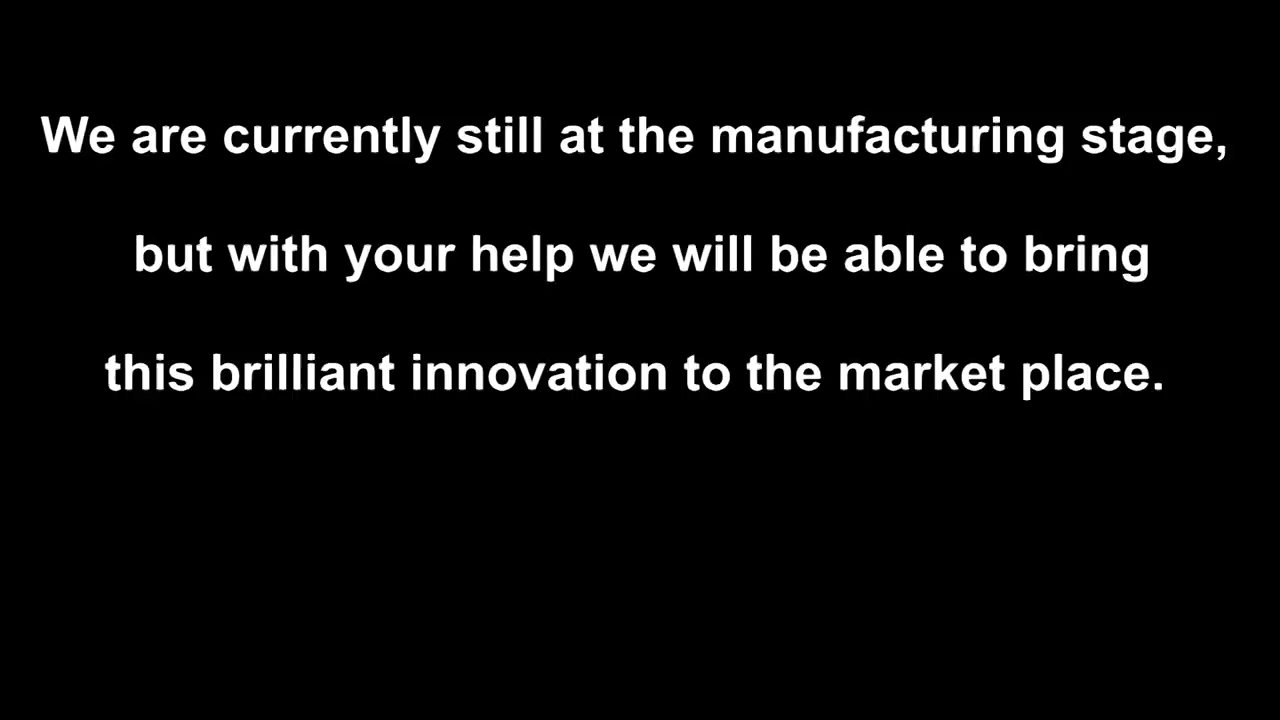 We are currently still at the manufacturing stage,
but with your help we will be able to bring
this brilliant innovation to the market place.